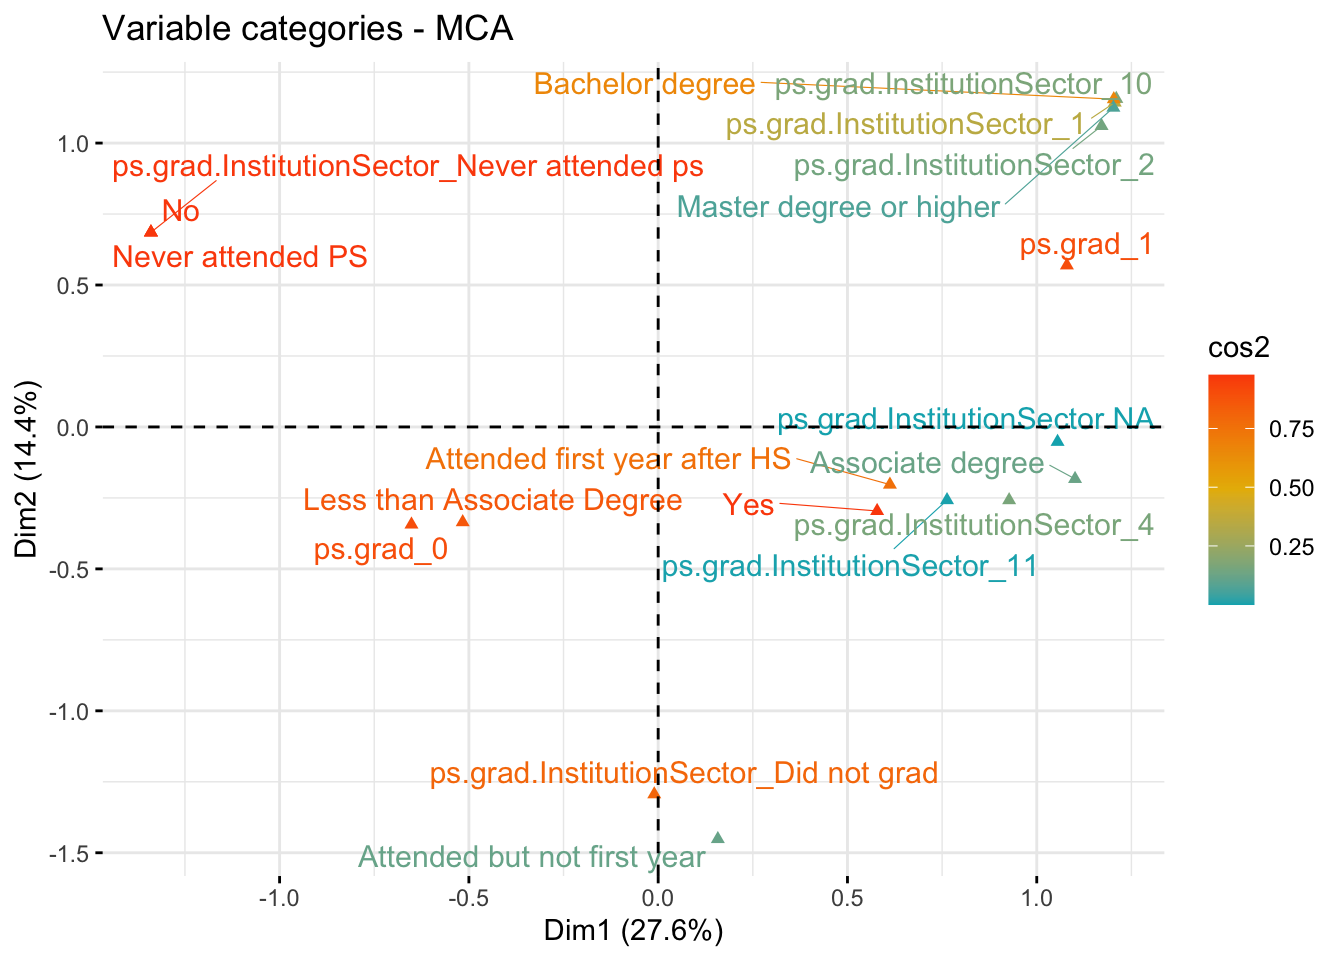 Variable categories - MCA
Bachelor degree
ps.grad.InstitutionSector_10
ps.grad.InstitutionSector_1
ps.grad.InstitutionSector_Never attended ps
ps.grad.InstitutionSector_2
No
Master degree or higher
Never attended PS
ps.grad_1
ps.grad.InstitutionSector.NA
Attended first year after HS
Associate degree
Less than Associate Degree
Yes
ps.grad.InstitutionSector_4
ps.grad_0
ps.grad.InstitutionSector_11
ps.grad.InstitutionSector_Did not grad
Attended but not first year
1.0
0.5
0.0
-0.5
-1.0
-1.5
Dim2 (14.4%)
-1.0
-0.5
0.0
0.5
1.0
Dim1 (27.6%)
cos2
0.75
0.50
0.25